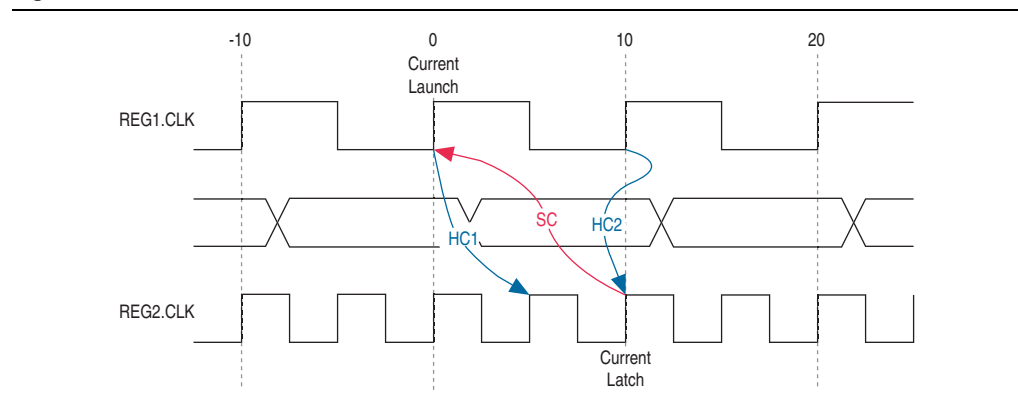 -10 0 10 20
Current
Launch
REG1.CLK
SC
HC2
HC1
REG2.CLK
Current
Latch